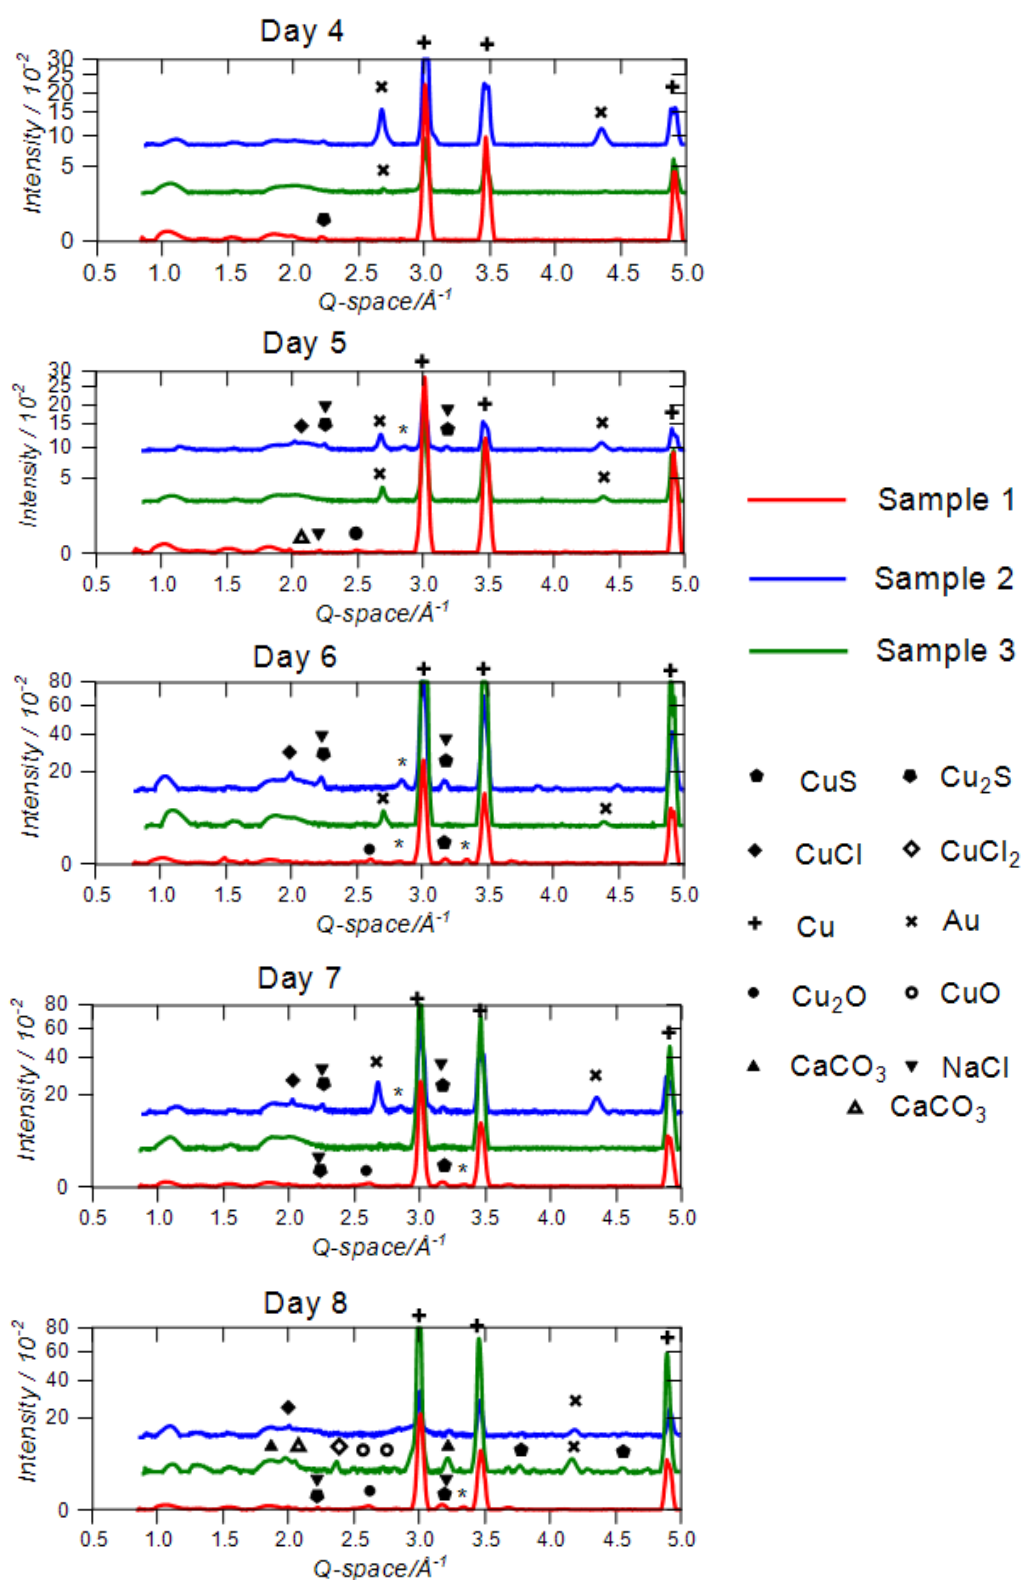 Day 4
Intensity / 10⁻²
30
25
20
15
10
5
0
0.5 1.0 1.5 2.0 2.5 3.0 3.5 4.0 4.5 5.0
Q-space/Å⁻¹
Day 5
Intensity / 10⁻²
30
25
20
15
10
5
0
* 
0.5 1.0 1.5 2.0 2.5 3.0 3.5 4.0 4.5 5.0
Q-space/Å⁻¹
Day 6
Intensity / 10⁻²
80
60
40
20
0
*
* *
0.5 1.0 1.5 2.0 2.5 3.0 3.5 4.0 4.5 5.0
Q-space/Å⁻¹
Day 7
Intensity / 10⁻²
80
60
40
20
0
*
*
0.5 1.0 1.5 2.0 2.5 3.0 3.5 4.0 4.5 5.0
Q-space/Å⁻¹
Day 8
Intensity / 10⁻²
80
60
40
20
0
*
0.5 1.0 1.5 2.0 2.5 3.0 3.5 4.0 4.5 5.0
Q-space/Å⁻¹
Sample 1
Sample 2
Sample 3
CuS Cu₂S
CuCl CuCl₂
Cu Au
Cu₂O CuO
CaCO₃ NaCl
CaCO₃